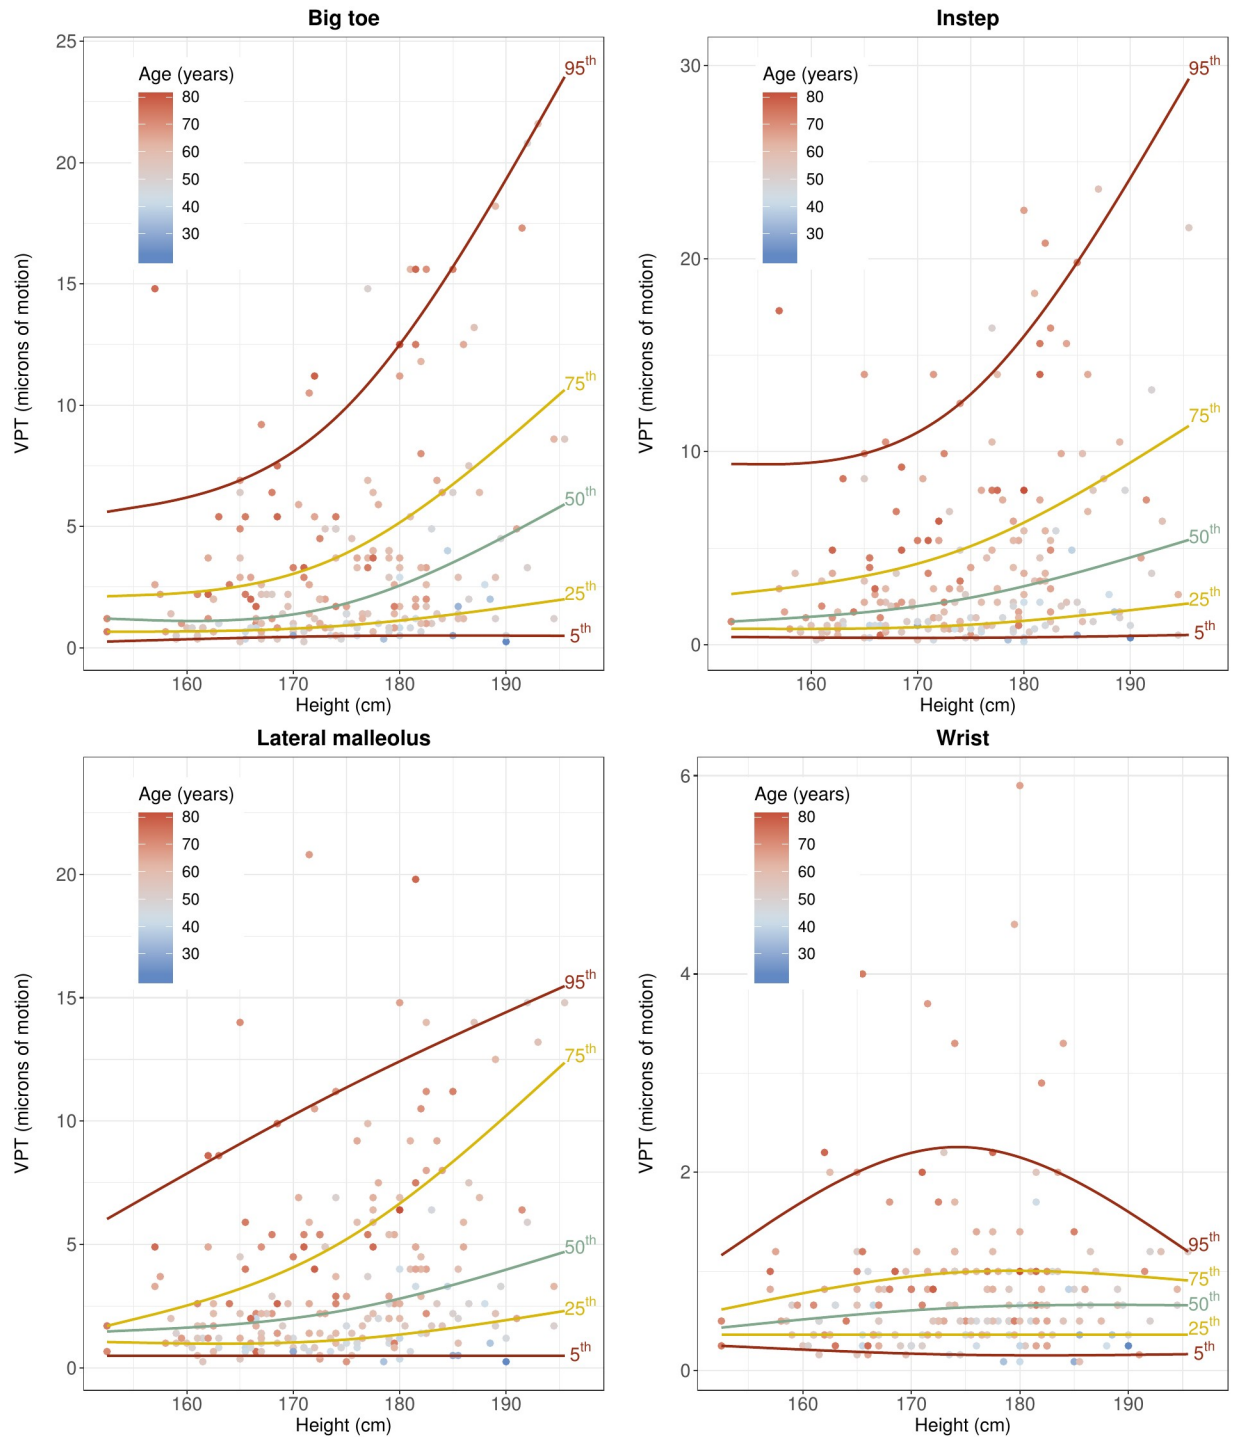 Big toe
25
20
15
10
5
0
VPT (microns of motion)
Age (years)
80
70
60
50
40
30
95th
75th
50th
25th
5th
160 170 180 190
Height (cm)
Instep
30
20
10
0
VPT (microns of motion)
Age (years)
80
70
60
50
40
30
95th
75th
50th
25th
5th
160 170 180 190
Height (cm)
Lateral malleolus
20
15
10
5
0
VPT (microns of motion)
Age (years)
80
70
60
50
40
30
95th
75th
50th
25th
5th
160 170 180 190
Height (cm)
Wrist
6
4
2
0
VPT (microns of motion)
Age (years)
80
70
60
50
40
30
95th
75th
50th
25th
5th
160 170 180 190
Height (cm)